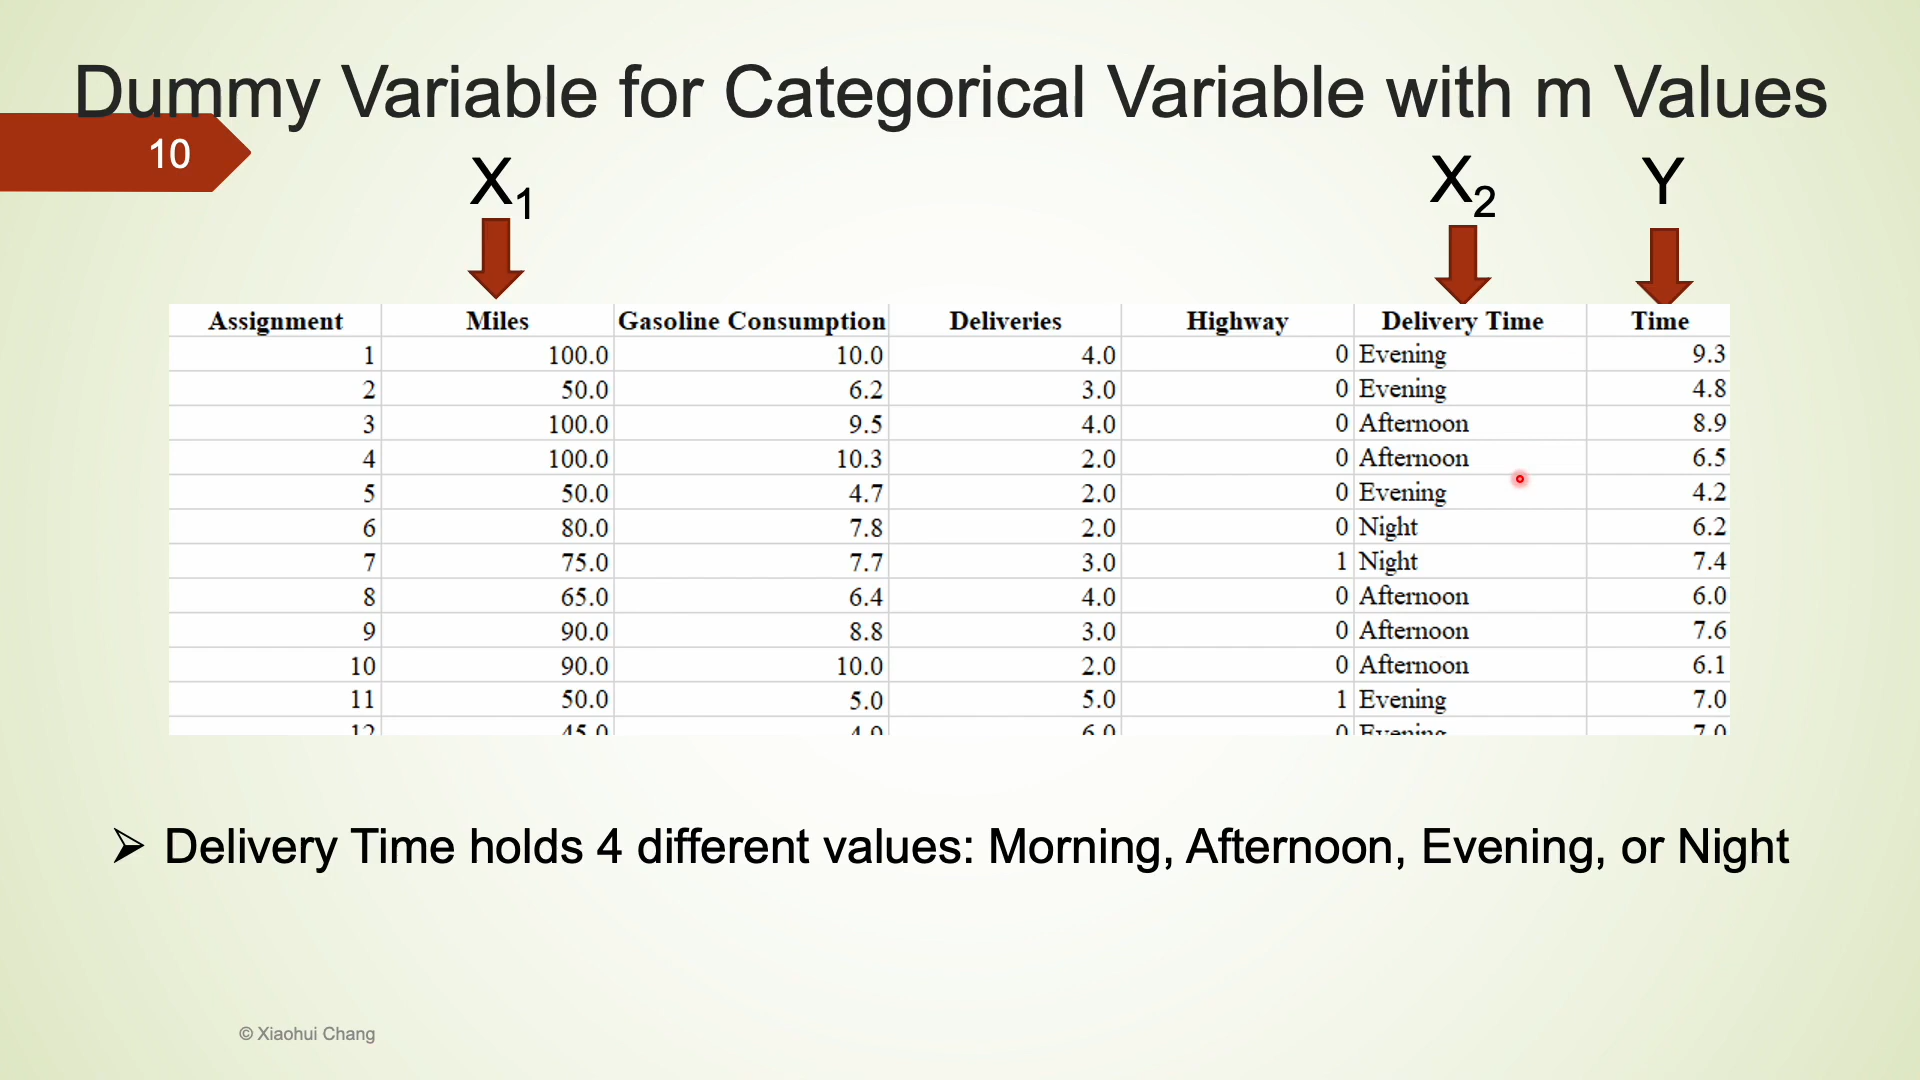 Dummy Variable for Categorical Variable with m Values
10
X₁ X₂ Y
Assignment Miles Gasoline Consumption Deliveries Highway Delivery Time Time
1 100.0 10.0 4.0 0 Evening 9.3
2 50.0 6.2 3.0 0 Evening 4.8
3 100.0 9.5 4.0 0 Afternoon 8.9
4 100.0 10.3 2.0 0 Afternoon 6.5
5 50.0 4.7 2.0 0 Evening 4.2
6 80.0 7.8 2.0 0 Night 6.2
7 75.0 7.7 3.0 1 Night 7.4
8 65.0 6.4 4.0 0 Afternoon 6.0
9 90.0 8.8 3.0 0 Afternoon 7.6
10 90.0 10.0 2.0 0 Afternoon 6.1
11 50.0 5.0 5.0 1 Evening 7.0
12 45.0 0 Evening 7.0
➢ Delivery Time holds 4 different values: Morning, Afternoon, Evening, or Night
© Xiaohui Chang